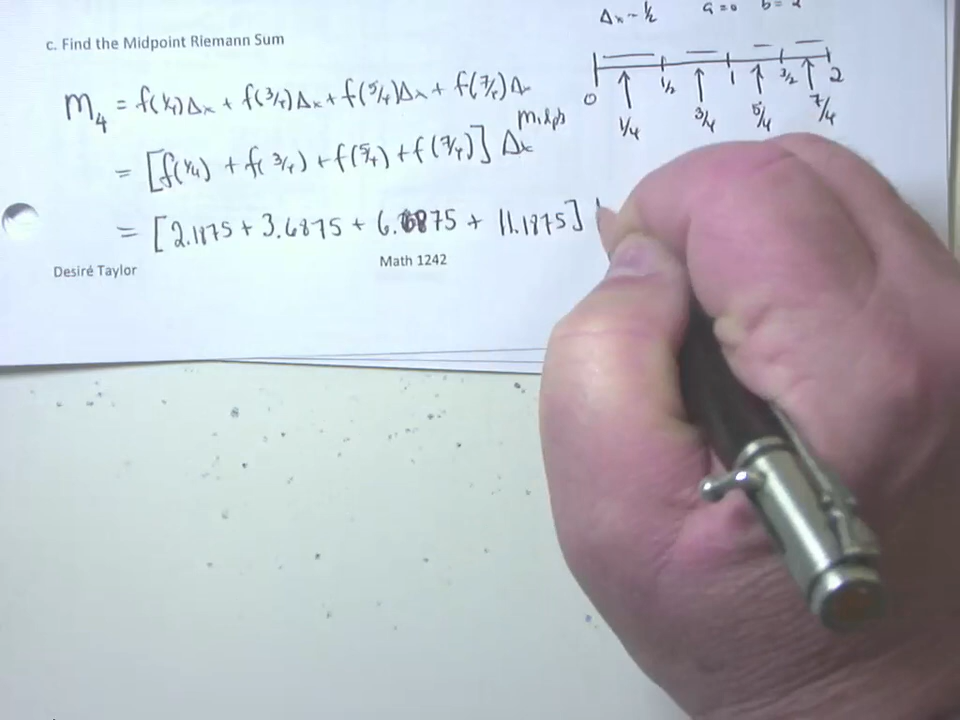 Δx = 1/2 a=0 b=2
c. Find the Midpoint Riemann Sum
0 1/2 1 3/2 2
1/4 3/4 5/4 7/4
M4 = f(1/4)Δx + f(3/4)Δx + f(5/4)Δx + f(7/4)Δx
= [f(1/4) + f(3/4) + f(5/4) + f(7/4)] Δx
= [2.1875 + 3.6875 + 6. 875 + 11.1875]
Desiré Taylor Math 1242